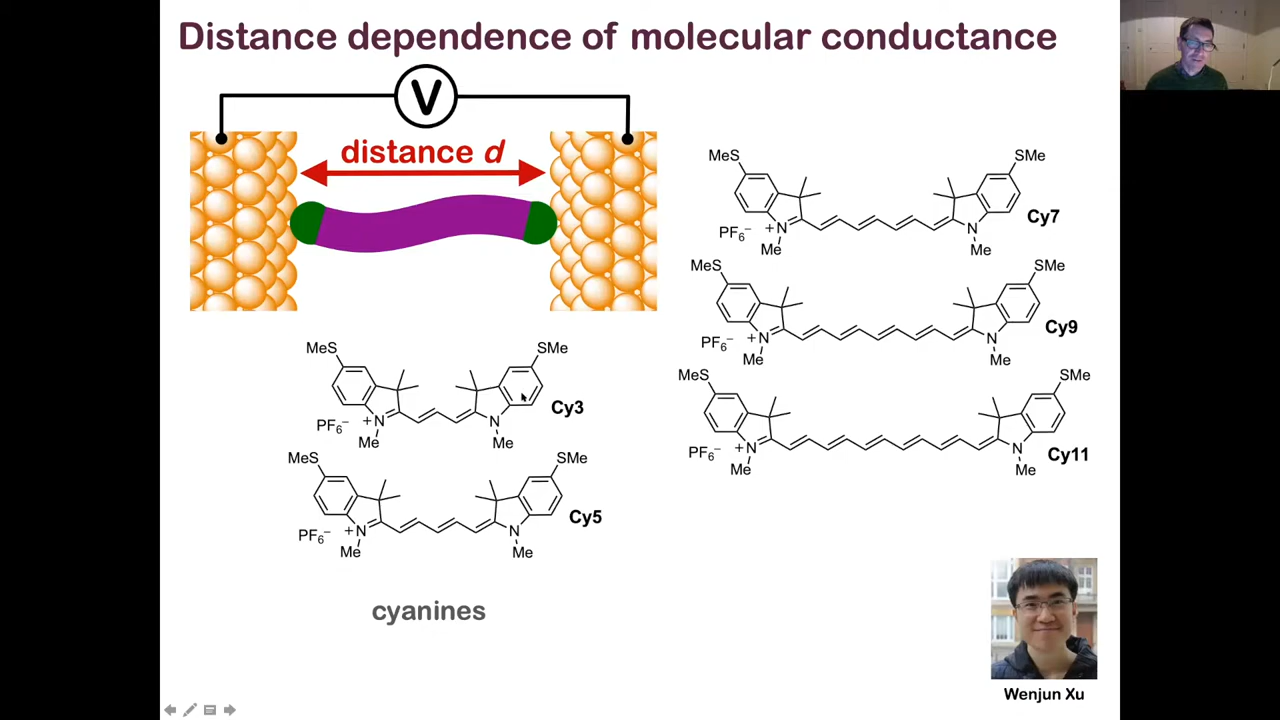 Distance dependence of molecular conductance
V
distance d
MeS
SMe
PF6−
+N
Me
N
Me
Cy3
MeS
SMe
PF6−
+N
Me
N
Me
Cy5
cyanines
MeS
SMe
PF6−
+N
Me
N
Me
Cy7
MeS
SMe
PF6−
+N
Me
N
Me
Cy9
MeS
SMe
PF6−
+N
Me
N
Me
Cy11
Wenjun Xu